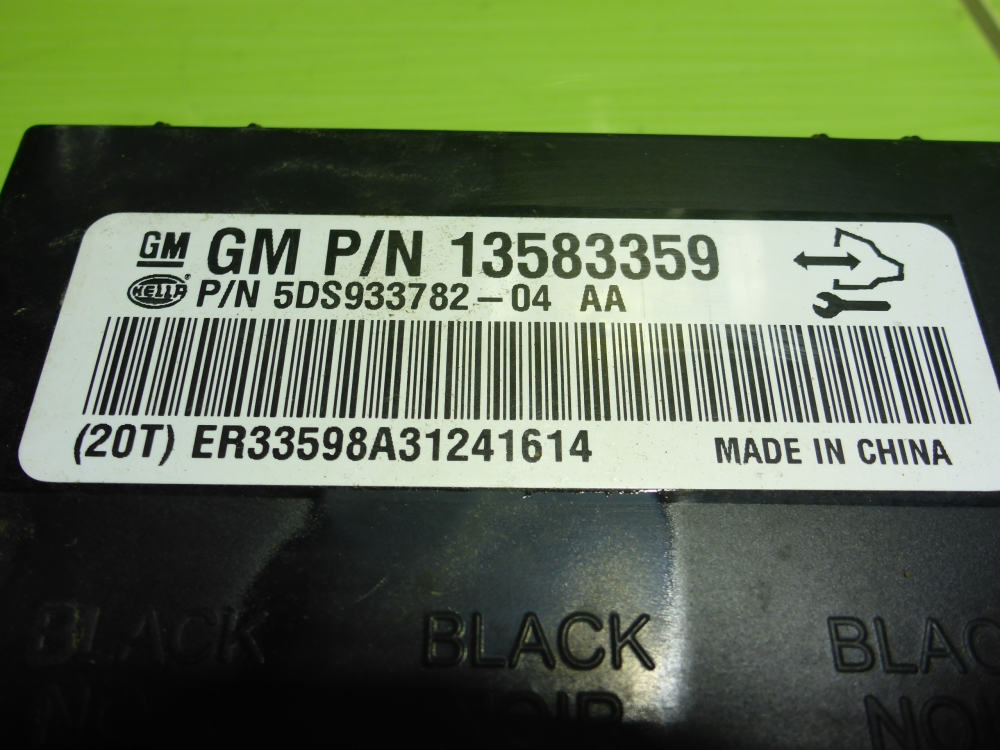 GM GM P/N 13583359
HELLA ® P/N 5DS933782-04 AA
(20T) ER33598A31241614 MADE IN CHINA
BLACK BLACK BLAC
NOIR